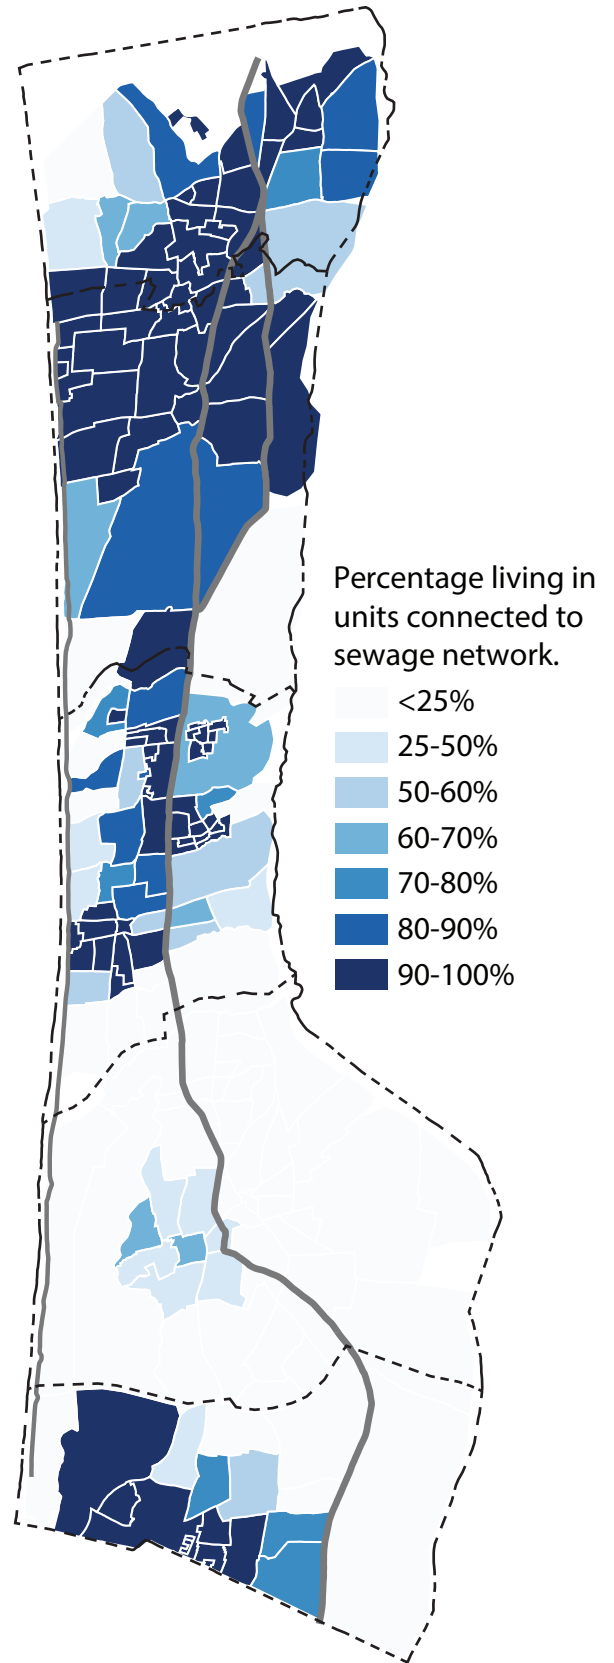 Percentage living in
units connected to
sewage network.
<25%
25-50%
50-60%
60-70%
70-80%
80-90%
90-100%